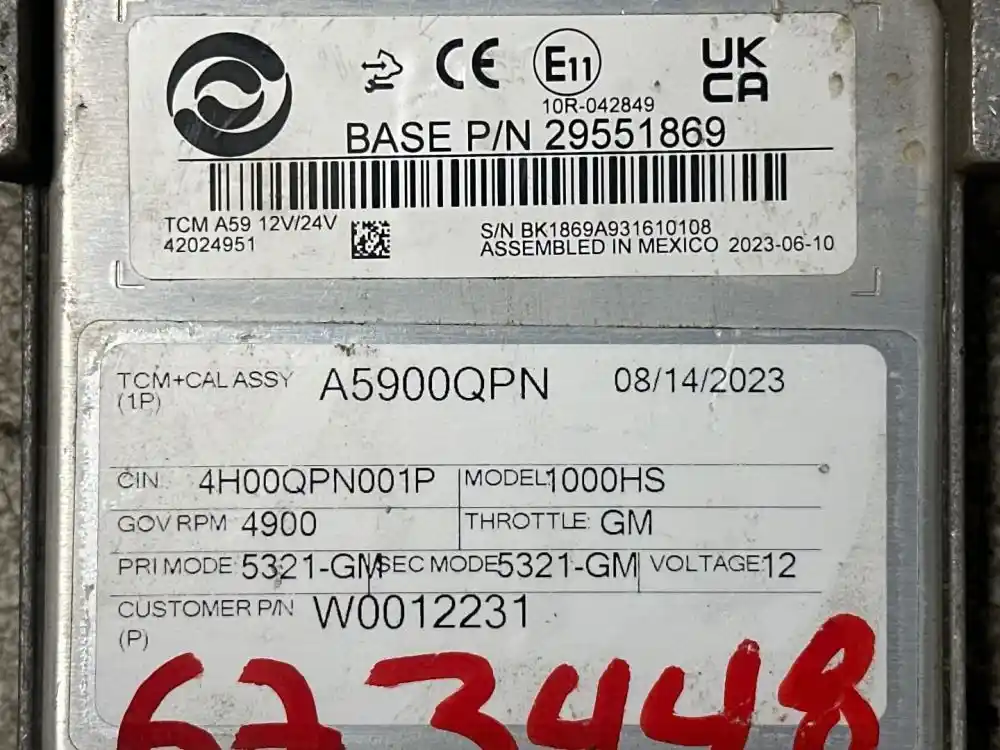 CE E11 UK
CA
10R-042849
BASE P/N 29551869
TCM A59 12V/24V
42024951
S/N BK1869A931610108
ASSEMBLED IN MEXICO 2023-06-10
TCM+CAL ASSY A5900QPN 08/14/2023
(1P)
CIN: 4H00QPN001P MODEL: 1000HS
GOV RPM 4900 THROTTLE: GM
PRI MODE: 5321-GM SEC MODE 5321-GM VOLTAGE: 12
CUSTOMER P/N W0012231
(P)
673448